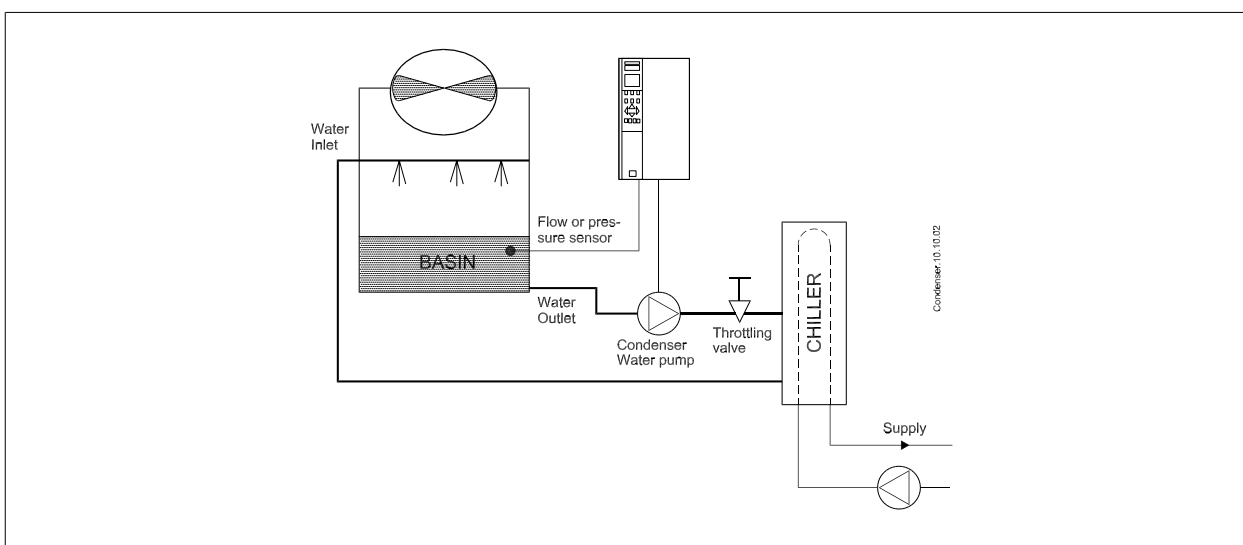 Water
Inlet
Flow or pres-
sure sensor
BASIN
Water
Outlet
Condenser
Water pump
Throttling
valve
CHILLER
Condenser.10.10.02
Supply